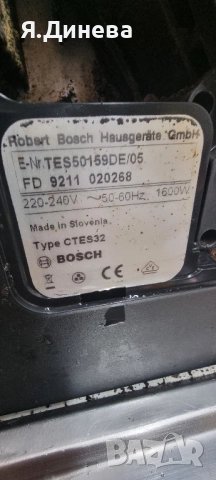 Я.Динева
Robert Bosch Hausgeräte GmbH
E-Nr.TES50159DE/05
FD 9211 020268
220-240V ~50-60Hz 1600W
Made in Slovenia
Type CTES32
BOSCH
BAZAR